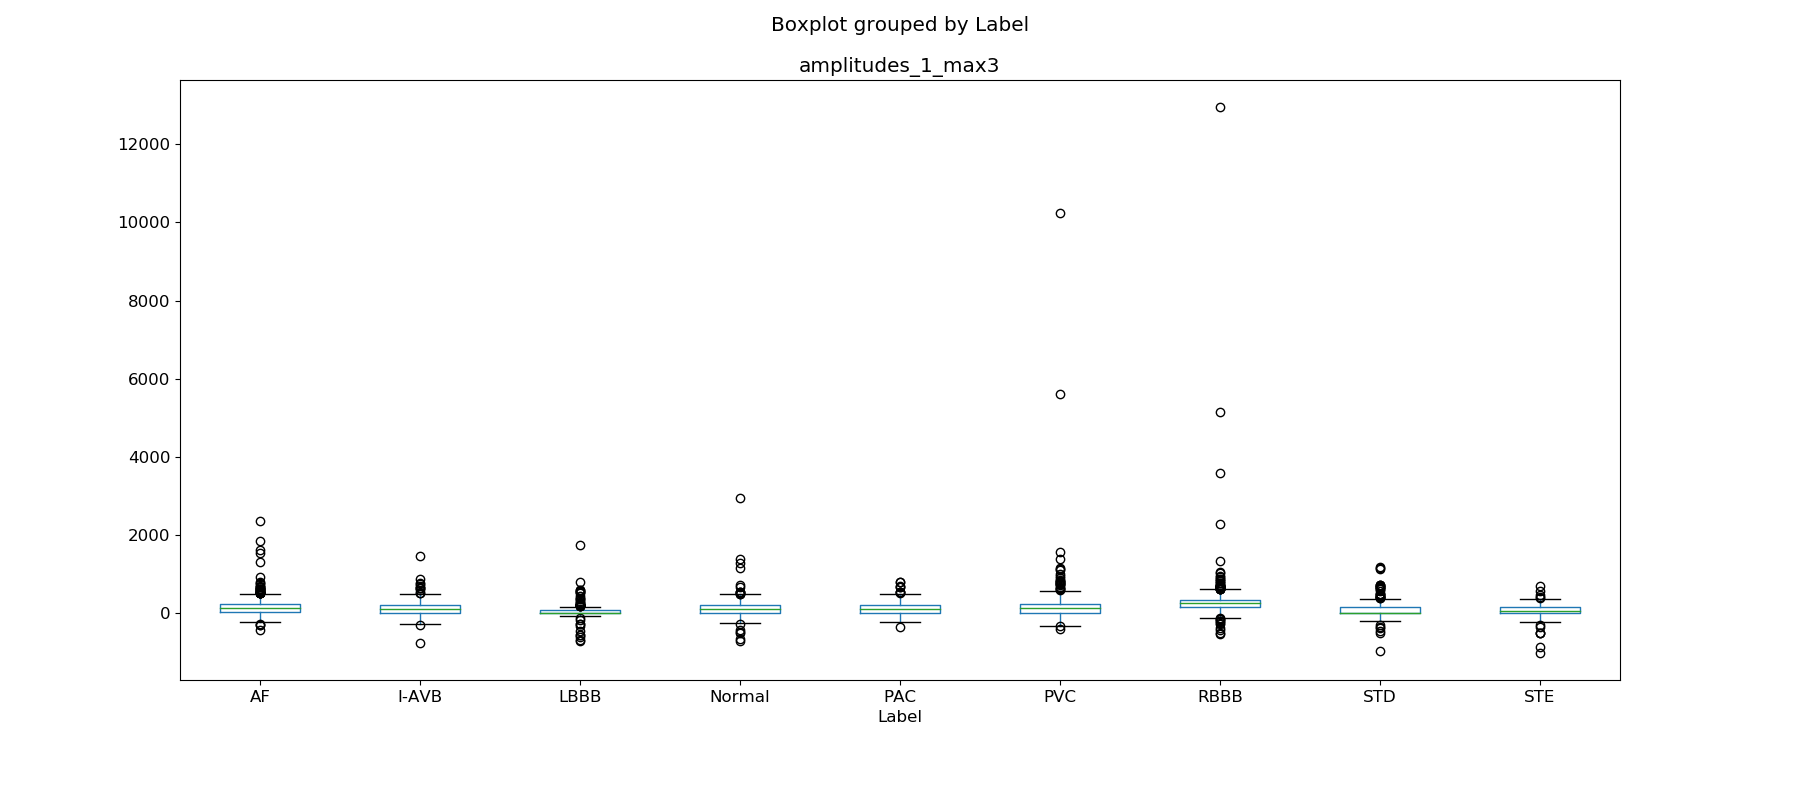 Boxplot grouped by Label
amplitudes_1_max3
12000
10000
8000
6000
4000
2000
0
AF I-AVB LBBB Normal PAC PVC RBBB STD STE
Label